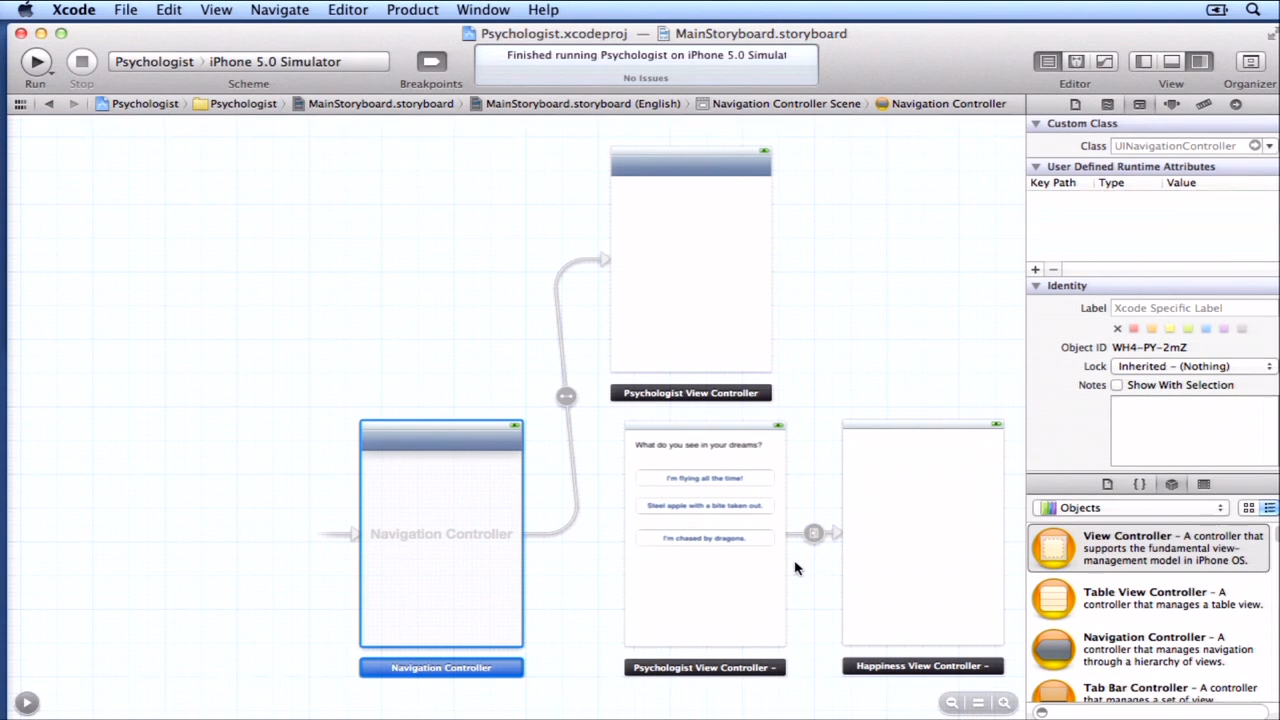 Xcode File Edit View Navigate Editor Product Window Help
Psychologist.xcodeproj — MainStoryboard.storyboard
Psychologist iPhone 5.0 Simulator
Finished running Psychologist on iPhone 5.0 Simulat
No Issues
Run Stop Scheme Breakpoints Editor View Organizer
Psychologist Psychologist MainStoryboard.storyboard MainStoryboard.storyboard (English) Navigation Controller Scene Navigation Controller
Custom Class
Class UINavigationController
User Defined Runtime Attributes
Key Path Type Value
Identity
Label Xcode Specific Label
Object ID WH4-PY-2mZ
Lock Inherited - (Nothing)
Notes Show With Selection
Psychologist View Controller
Navigation Controller
Navigation Controller
What do you see in your dreams?
I'm flying all the time!
Steel apple with a bite taken out.
I'm chased by dragons.
Psychologist View Controller –
Happiness View Controller –
Objects
View Controller – A controller that
supports the fundamental view-
management model in iPhone OS.
Table View Controller – A
controller that manages a table view.
Navigation Controller – A
controller that manages navigation
through a hierarchy of views.
Tab Bar Controller – A controller
that manages a set of view